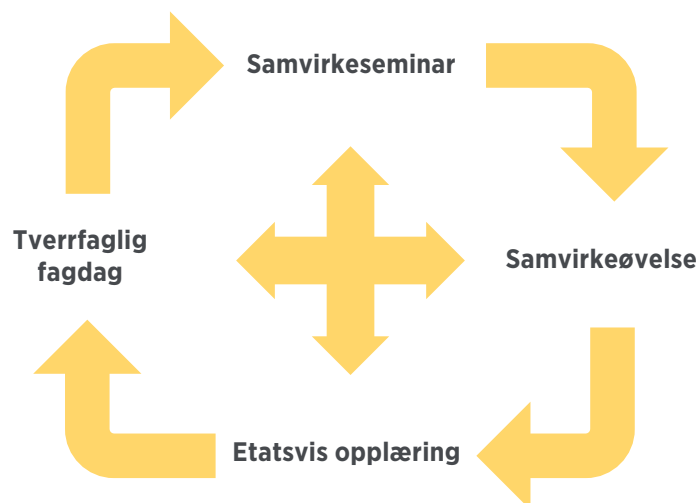 Samvirkeseminar
Tverrfaglig
fagdag
Samvirkeøvelse
Etatsvis opplæring